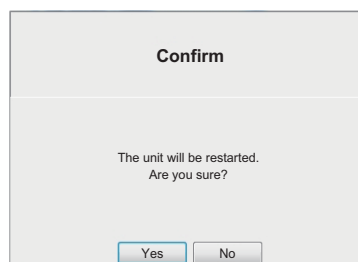 Confirm
The unit will be restarted.
Are you sure?
Yes No